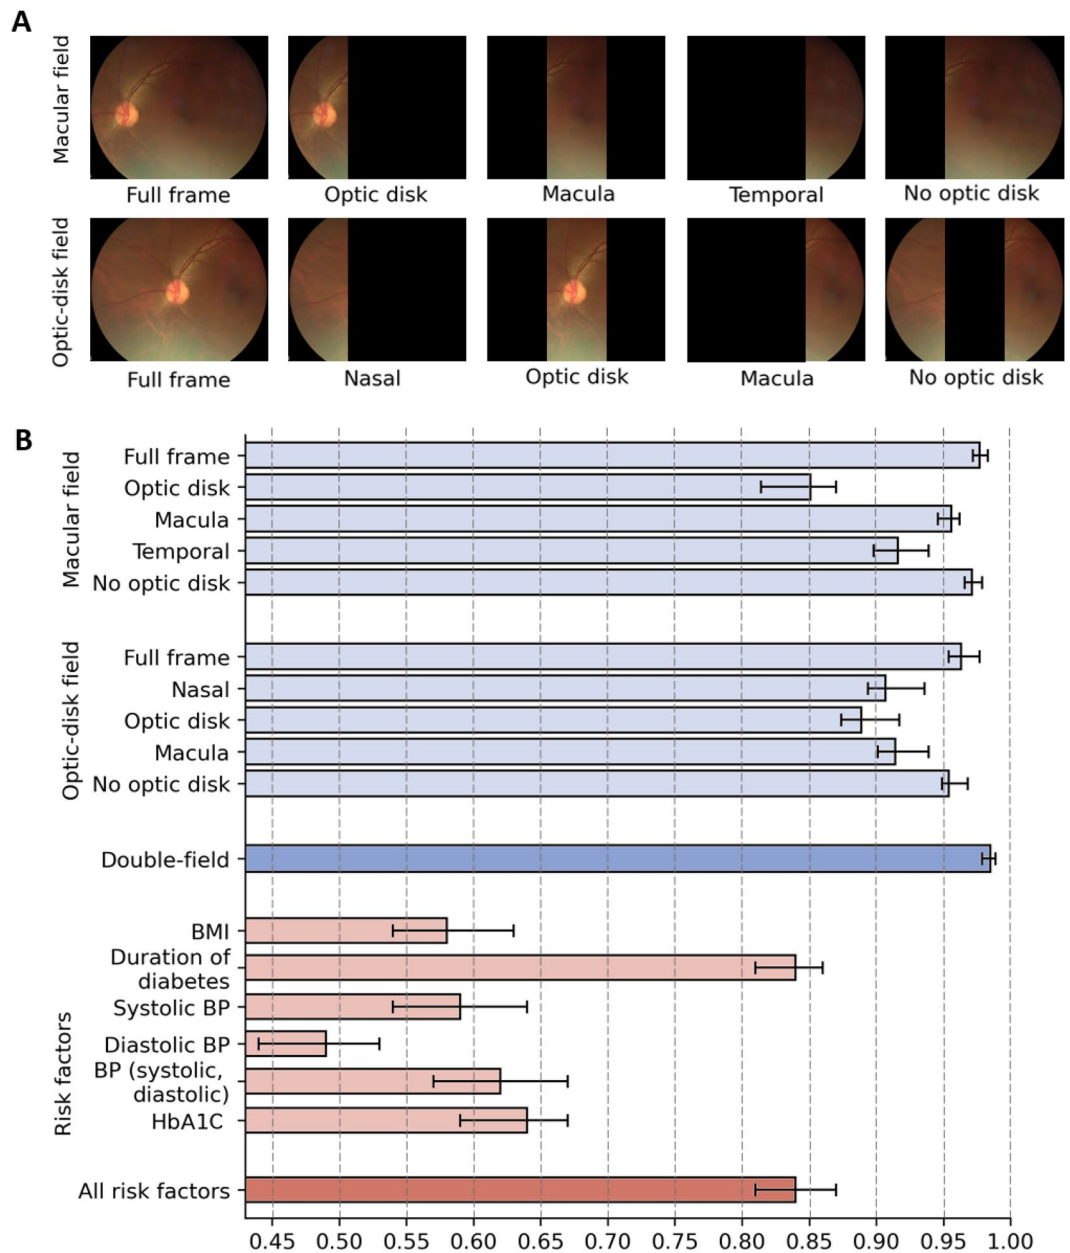 A
Macular field
Full frame
Optic disk
Macula
Temporal
No optic disk
Optic-disk field
Full frame
Nasal
Optic disk
Macula
No optic disk
B
Macular field
Full frame
Optic disk
Macula
Temporal
No optic disk
Optic-disk field
Full frame
Nasal
Optic disk
Macula
No optic disk
Double-field
Risk factors
BMI
Duration of
diabetes
Systolic BP
Diastolic BP
BP (systolic,
diastolic)
HbA1C
All risk factors
0.45 0.50 0.55 0.60 0.65 0.70 0.75 0.80 0.85 0.90 0.95 1.00